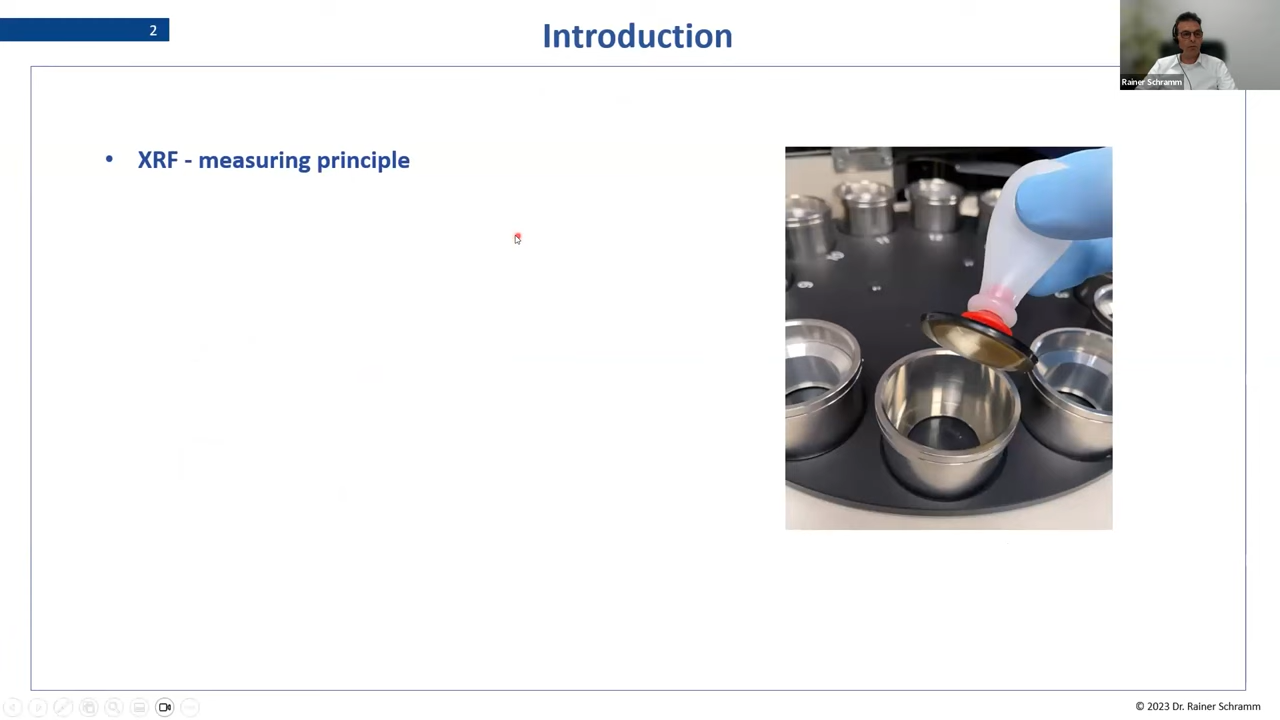 2
Introduction
Rainer Schramm
• XRF - measuring principle
© 2023 Dr. Rainer Schramm